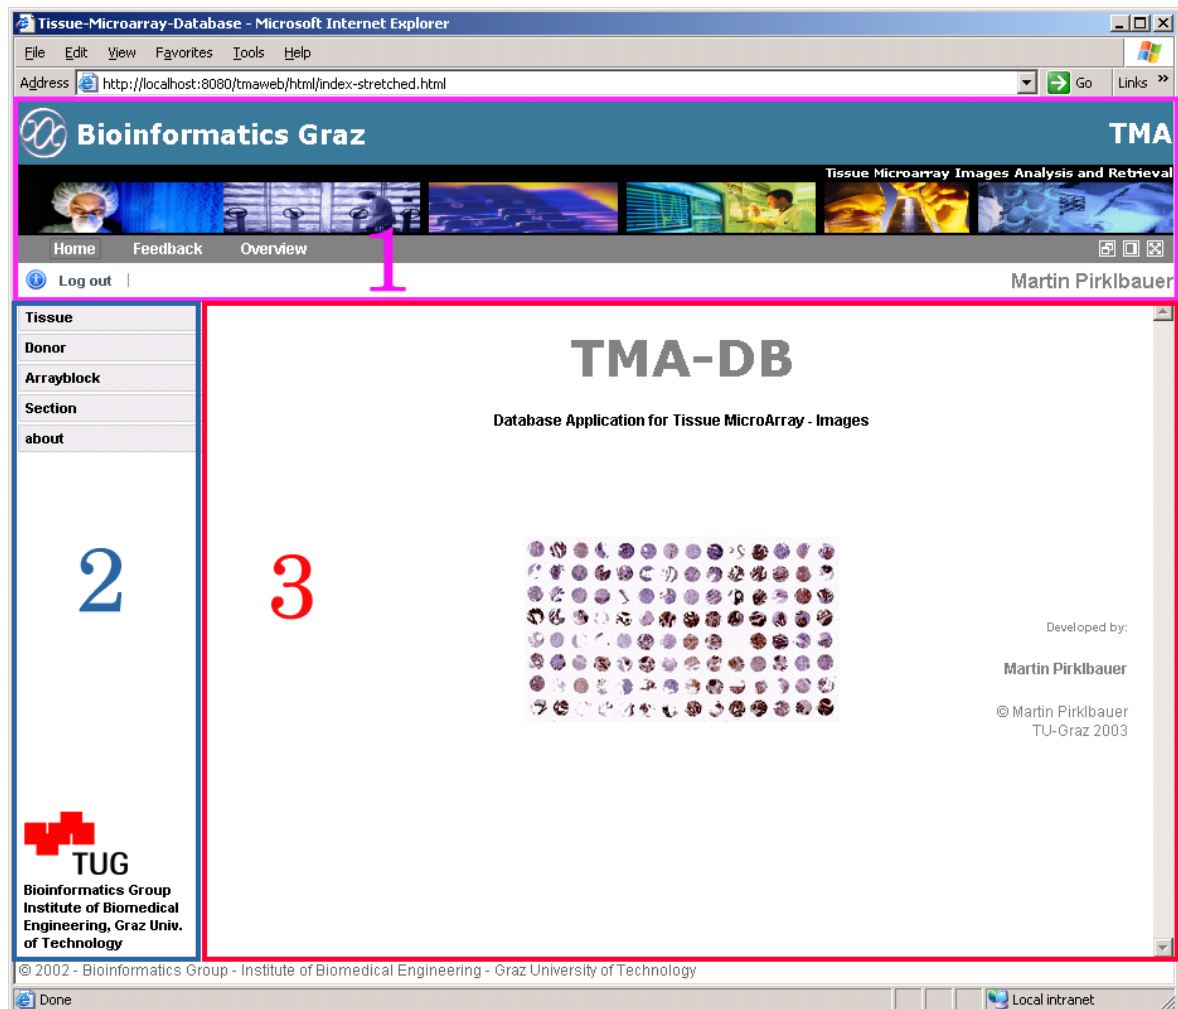 Tissue-Microarray-Database - Microsoft Internet Explorer
File Edit View Favorites Tools Help
Address http://localhost:8080/tmaweb/html/index-stretched.html Go Links »
Bioinformatics Graz TMA
Tissue Microarray Images Analysis and Retrieval
1
Home Feedback Overview
Log out | Martin Pirklbauer
Tissue
Donor
Arrayblock
Section
about
2
TUG
Bioinformatics Group
Institute of Biomedical
Engineering, Graz Univ.
of Technology
3
TMA-DB
Database Application for Tissue MicroArray - Images
Developed by:
Martin Pirklbauer
© Martin Pirklbauer
TU-Graz 2003
© 2002 - Bioinformatics Group - Institute of Biomedical Engineering - Graz University of Technology
Done Local intranet